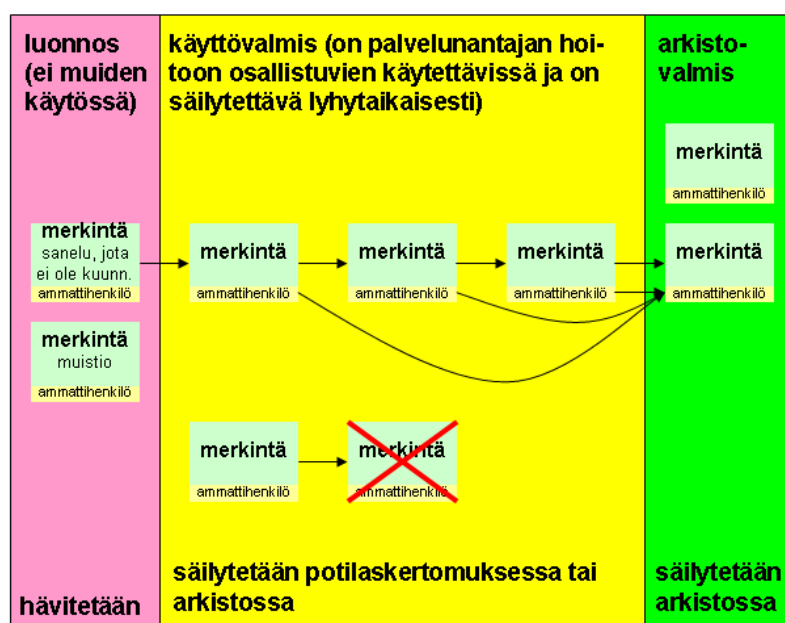 luonnos
(ei muiden
käytössä)
käyttövalmis (on palvelunantajan hoi-
toon osallistuvien käytettävissä ja on
säilytettävä lyhytaikaisesti)
arkisto-
valmis
merkintä
ammattihenkilö
merkintä
sanelu, jota
ei ole kuunn.
ammattihenkilö
merkintä
ammattihenkilö
merkintä
ammattihenkilö
merkintä
ammattihenkilö
merkintä
ammattihenkilö
merkintä
muistio
ammattihenkilö
merkintä
ammattihenkilö
merkintä
ammattihenkilö
hävitetään
säilytetään potilaskertomuksessa tai
arkistossa
säilytetään
arkistossa